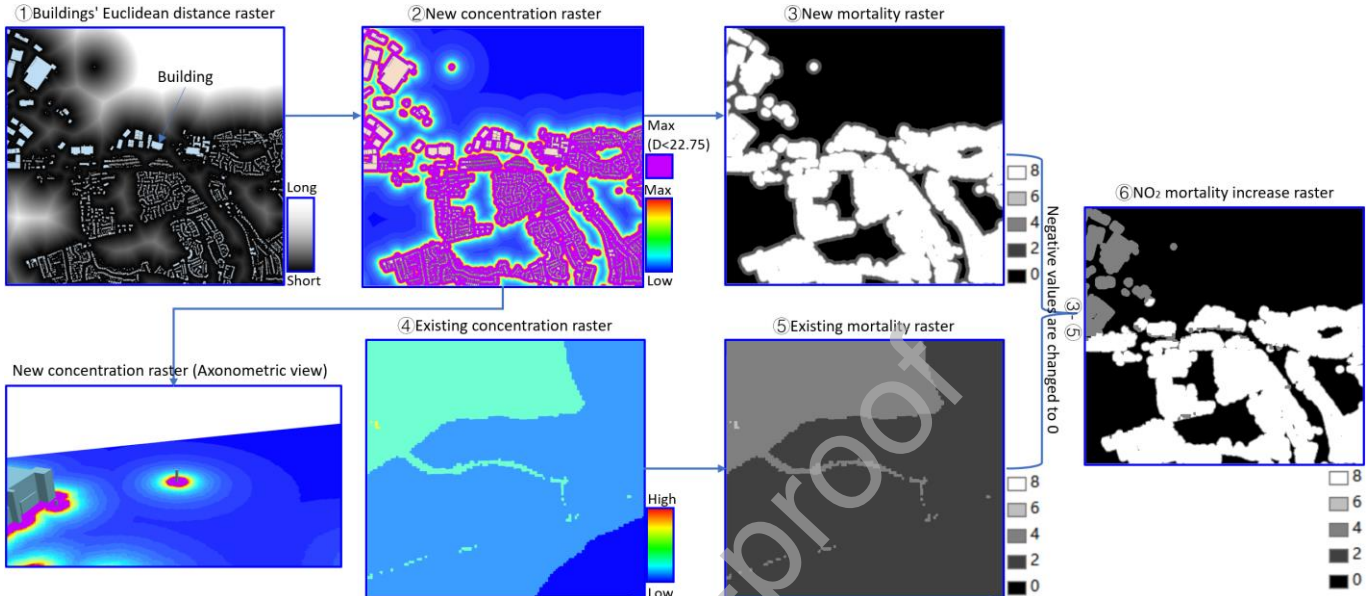 ①Buildings' Euclidean distance raster
Building
Long
Short
②New concentration raster
Max
(D<22.75)
Max
Low
③New mortality raster
8
6
4
2
0
Negative values are changed to 0
③-⑤
⑥NO₂ mortality increase raster
8
6
4
2
0
New concentration raster (Axonometric view)
④Existing concentration raster
High
Low
⑤Existing mortality raster
8
6
4
2
0
proof